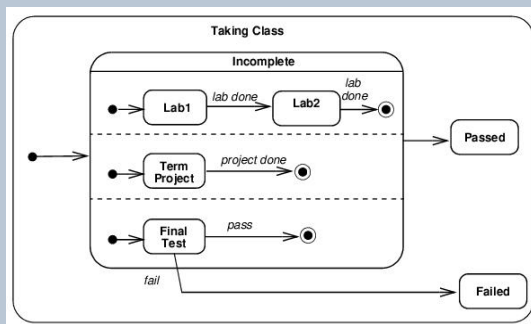 Taking Class
Incomplete
Lab1
lab done
Lab2
lab
done
Passed
Term
Project
project done
Final
Test
pass
fail
Failed